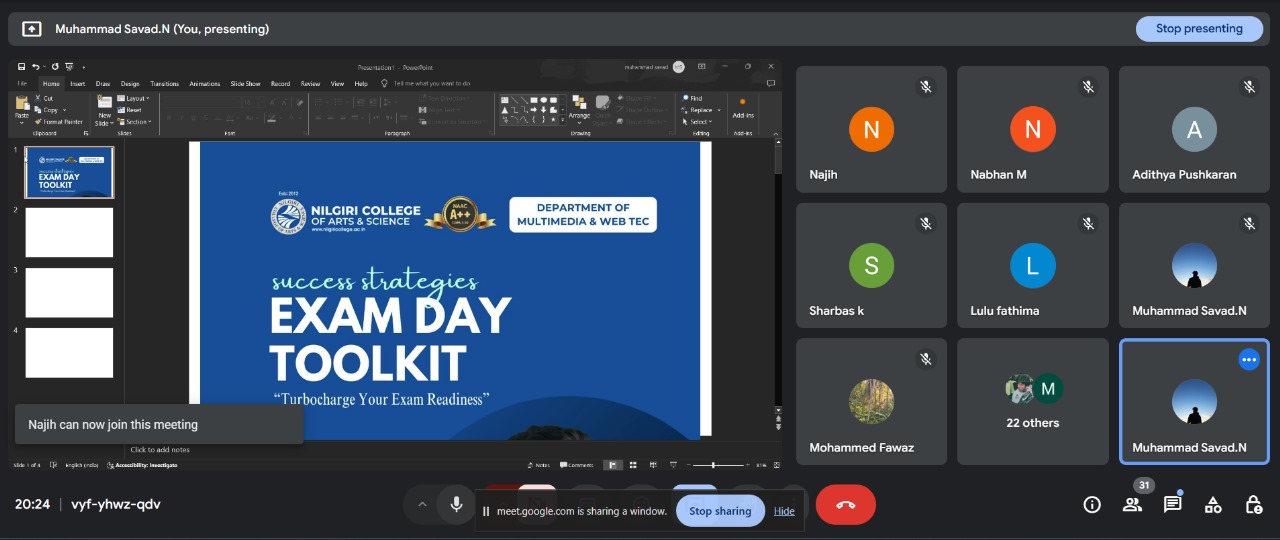 Muhammad Savad.N (You, presenting)
Stop presenting
Presentation1 - PowerPoint
muhammad savad
MS
File
Home
Insert
Draw
Design
Transitions
Animations
Slide Show
Record
Review
View
Help
Tell me what you want to do
Paste
Cut
Copy
Format Painter
Clipboard
New
Slide
Layout
Reset
Section
Slides
Font
Paragraph
Arrange
Drawing
Find
Replace
Select
Editing
Add-ins
Add-ins
1
2
3
4
EXAM DAY
TOOLKIT
Estd.2012
NILGIRI COLLEGE
OF ARTS & SCIENCE
www.nilgiricollege.ac.in
NAAC
A++
DEPARTMENT OF
MULTIMEDIA & WEB TEC
success strategies
EXAM DAY
TOOLKIT
“Turbocharge Your Exam Readiness”
Najih can now join this meeting
Click to add notes
Slide 1 of 4
English (India)
Accessibility: Investigate
Notes
Comments
N
Najih
N
Nabhan M
A
Adithya Pushkaran
S
Sharbas k
L
Lulu fathima
Muhammad Savad.N
Mohammed Fawaz
M
22 others
Muhammad Savad.N
20:24 | vyf-yhwz-qdv
meet.google.com is sharing a window.
Stop sharing
Hide
31